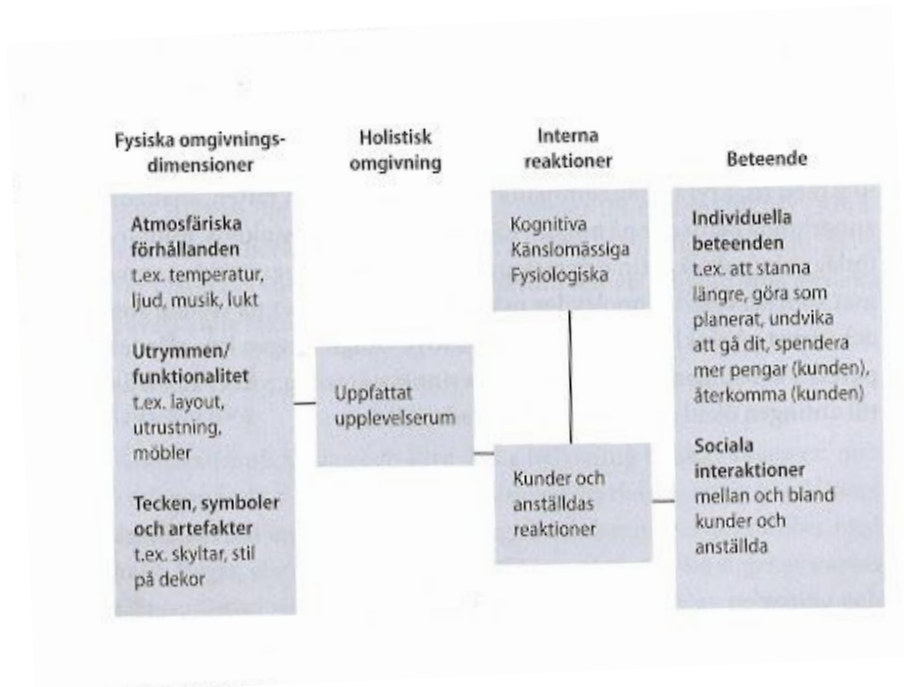 Fysiska omgivnings-
dimensioner
Atmosfäriska
förhållanden
t.ex. temperatur,
ljud, musik, lukt
Utrymmen/
funktionalitet
t.ex. layout,
utrustning,
möbler
Tecken, symboler
och artefakter
t.ex. skyltar, stil
på dekor
Holistisk
omgivning
Uppfattat
upplevelserum
Interna
reaktioner
Kognitiva
Känslomässiga
Fysiologiska
Kunder och
anställdas
reaktioner
Beteende
Individuella
beteenden
t.ex. att stanna
längre, göra som
planerat, undvika
att gå dit, spendera
mer pengar (kunden),
återkomma (kunden)
Sociala
interaktioner
mellan och bland
kunder och
anställda